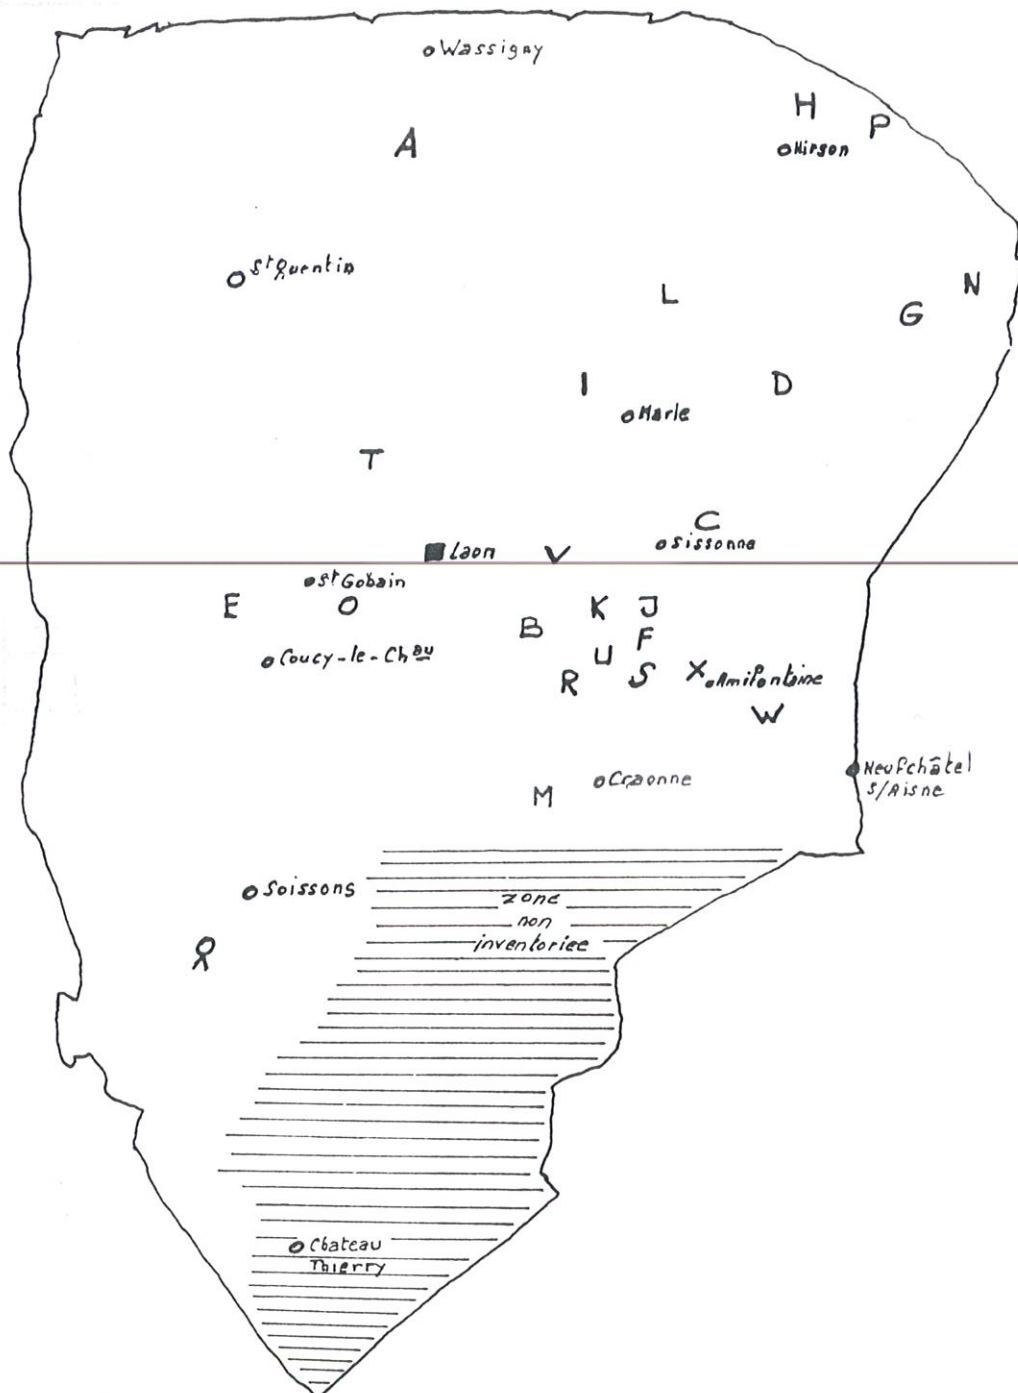 Wassigny
H
P
A
Hirson
St Quentin
N
L
G
I
D
Marle
T
C
Laon
V
Sissonne
St Gobain
E
O
K
J
B
F
Coucy-le-Chau
U
R
S
X
Amifontaine
W
Neufchâtel
s/Aisne
Craonne
M
Soissons
zone
non
inventoriee
Chateau
Thierry